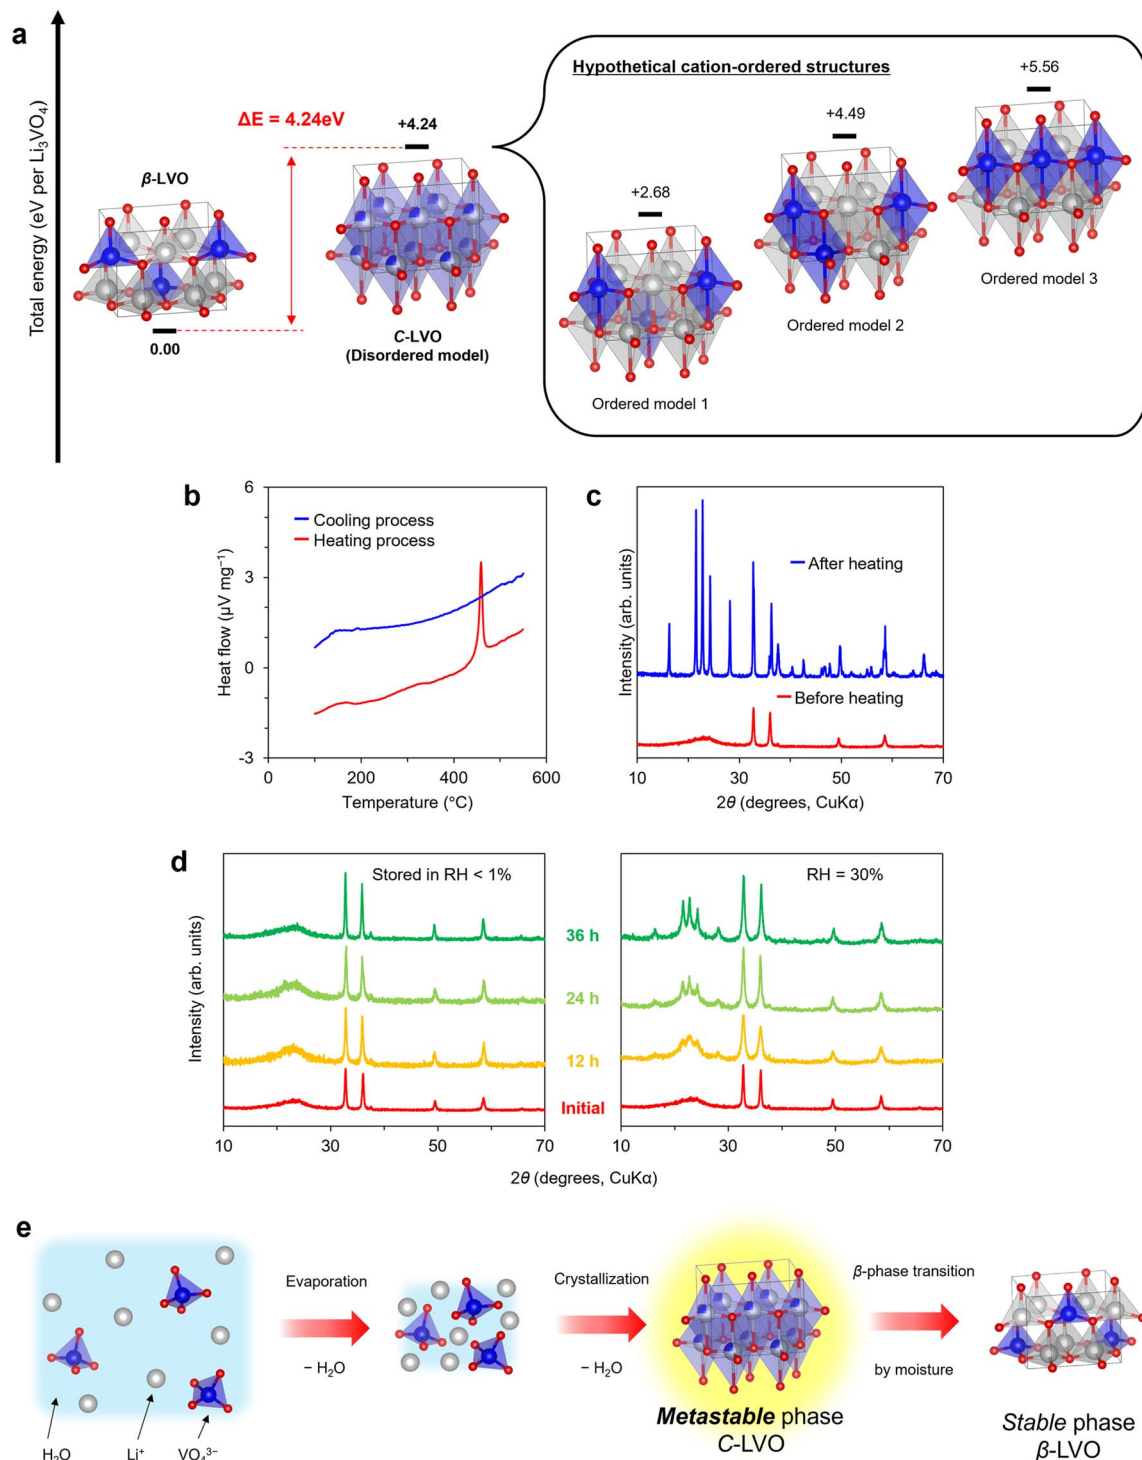 a
Total energy (eV per Li₃VO₄)
Hypothetical cation-ordered structures
+5.56
+4.49
ΔE = 4.24eV
+4.24
+2.68
β-LVO
0.00
C-LVO
(Disordered model)
Ordered model 1
Ordered model 2
Ordered model 3
b
Heat flow (μV mg⁻¹)
6
3
0
-3
Cooling process
Heating process
0
200
400
600
Temperature (°C)
c
Intensity (arb. units)
After heating
Before heating
10
30
50
70
2θ (degrees, CuKα)
d
Intensity (arb. units)
Stored in RH < 1%
RH = 30%
36 h
24 h
12 h
Initial
10
30
50
70
10
30
50
70
2θ (degrees, CuKα)
e
Evaporation
− H₂O
Crystallization
− H₂O
β-phase transition
by moisture
H₂O
Li⁺
VO₄³⁻
Metastable phase
C-LVO
Stable phase
β-LVO